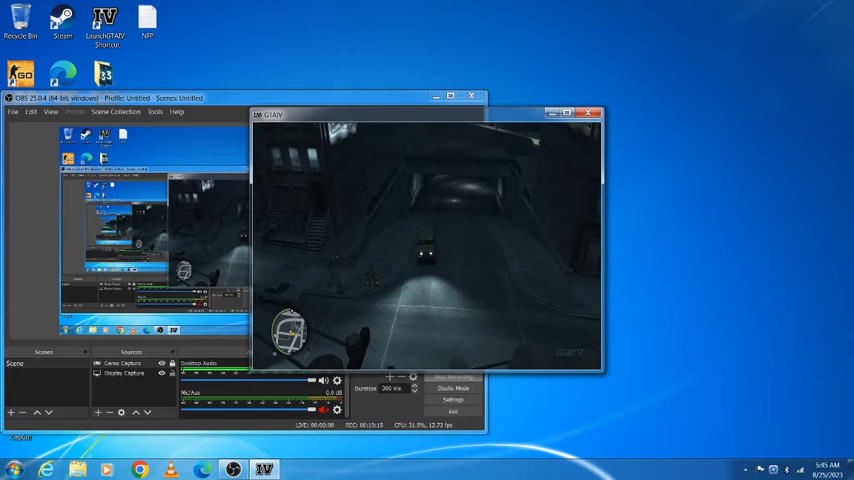 Recycle Bin
Steam
LaunchGTAIV
Shortcut
NFP
GO
OBS 25.0.4 (64-bit, windows) - Profile: Untitled - Scenes: Untitled
File Edit View Profile Scene Collection Tools Help
GTAIV
Scenes
Sources
Scene
Game Capture
Display Capture
Desktop Audio
Mic/Aux
0.0 dB
Duration 300 ms
Stop Recording
Studio Mode
Settings
Exit
LIVE: 00:00:00
REC: 00:10:15
CPU: 31.5%, 12.73 fps
IV
5:45 AM
8/25/2023